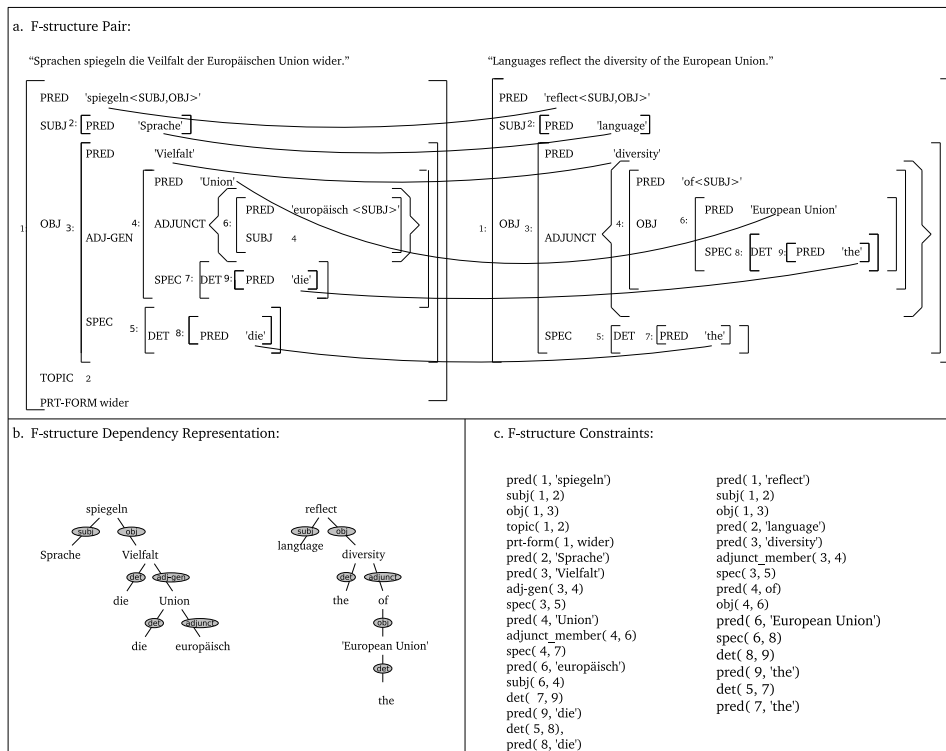 a. F-structure Pair:
“Sprachen spiegeln die Veilfalt der Europäischen Union wider.”
PRED 'spiegeln<SUBJ,OBJ>'
SUBJ 2: PRED 'Sprache'
PRED 'Vielfalt'
PRED 'Union'
4: ADJUNCT 6: PRED 'europäisch <SUBJ>'
1: OBJ 3: ADJ-GEN SUBJ 4
SPEC 7: DET 9: PRED 'die'
SPEC 5: DET 8: PRED 'die'
TOPIC 2
PRT-FORM wider
“Languages reflect the diversity of the European Union.”
PRED 'reflect<SUBJ,OBJ>'
SUBJ 2: PRED 'language'
PRED 'diversity'
PRED 'of<SUBJ>'
1: OBJ 3: ADJUNCT 4: OBJ 6: PRED 'European Union'
SPEC 8: DET 9: PRED 'the'
SPEC 5: DET 7: PRED 'the'
b. F-structure Dependency Representation:
spiegeln
subj obj
Sprache Vielfalt
det adj-gen
die Union
det adjunct
die europäisch
reflect
subj obj
language diversity
det adjunct
the of
obj
'European Union'
det
the
c. F-structure Constraints:
pred( 1, 'spiegeln')
subj( 1, 2)
obj( 1, 3)
topic( 1, 2)
prt-form( 1, wider)
pred( 2, 'Sprache')
pred( 3, 'Vielfalt')
adj-gen( 3, 4)
spec( 3, 5)
pred( 4, 'Union')
adjunct_member( 4, 6)
spec( 4, 7)
pred( 6, 'europäisch')
subj( 6, 4)
det( 7, 9)
pred( 9, 'die')
det( 5, 8),
pred( 8, 'die')
pred( 1, 'reflect')
subj( 1, 2)
obj( 1, 3)
pred( 2, 'language')
pred( 3, 'diversity')
adjunct_member( 3, 4)
spec( 3, 5)
pred( 4, of)
obj( 4, 6)
pred( 6, 'European Union')
spec( 6, 8)
det( 8, 9)
pred( 9, 'the')
det( 5, 7)
pred( 7, 'the')